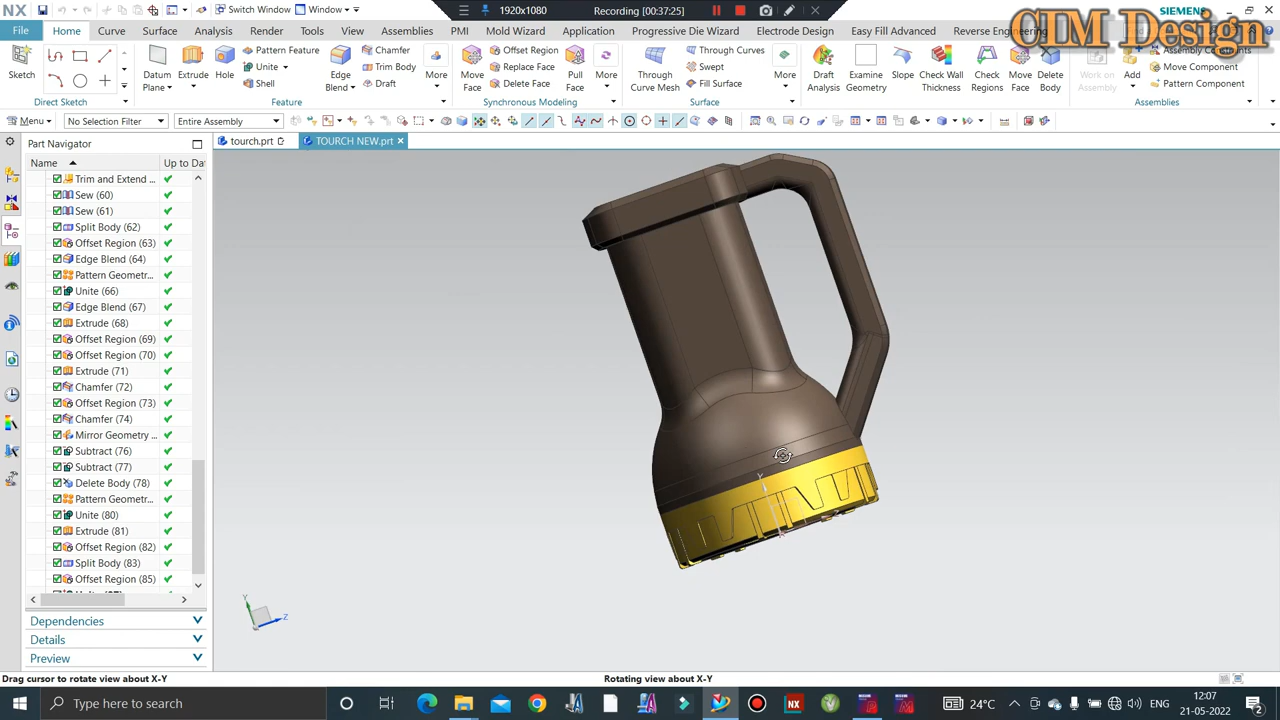 NX
Switch Window
Window
1920x1080
Recording [00:37:25]
SIEMENS
CIM Design
File
Home
Curve
Surface
Analysis
View
Render
Tools
Assemblies
PMI
Mold Wizard
Application
Progressive Die Wizard
Electrode Design
Easy Fill Advanced
Reverse Engineering
Sketch
Direct Sketch
Datum Plane
Extrude
Hole
Pattern Feature
Unite
Shell
Edge Blend
Chamfer
Trim Body
Draft
More
Feature
Move Face
Offset Region
Replace Face
Delete Face
Pull Face
More
Synchronous Modeling
Through Curve Mesh
Through Curves
Swept
Fill Surface
More
Surface
Draft Analysis
Examine Geometry
Slope
Check Wall Thickness
Check Regions
Move Face
Delete Body
Work on Assembly
Add
Assembly Constraints
Move Component
Pattern Component
Assemblies
Menu
No Selection Filter
Entire Assembly
Part Navigator
torch.prt
TOURCH NEW.prt
Name
Up to Da
Trim and Extend ...
Sew (60)
Sew (61)
Split Body (62)
Offset Region (63)
Edge Blend (64)
Pattern Geomet...
Unite (66)
Edge Blend (67)
Extrude (68)
Offset Region (69)
Offset Region (70)
Extrude (71)
Chamfer (72)
Offset Region (73)
Chamfer (74)
Mirror Geometry ...
Subtract (76)
Subtract (77)
Delete Body (78)
Pattern Geomet...
Unite (80)
Extrude (81)
Offset Region (82)
Split Body (83)
Offset Region (85)
Dependencies
Details
Preview
Y
Y
Z
Drag cursor to rotate view about X-Y
Rotating view about X-Y
Type here to search
24°C
ENG
12:07
21-05-2022
2